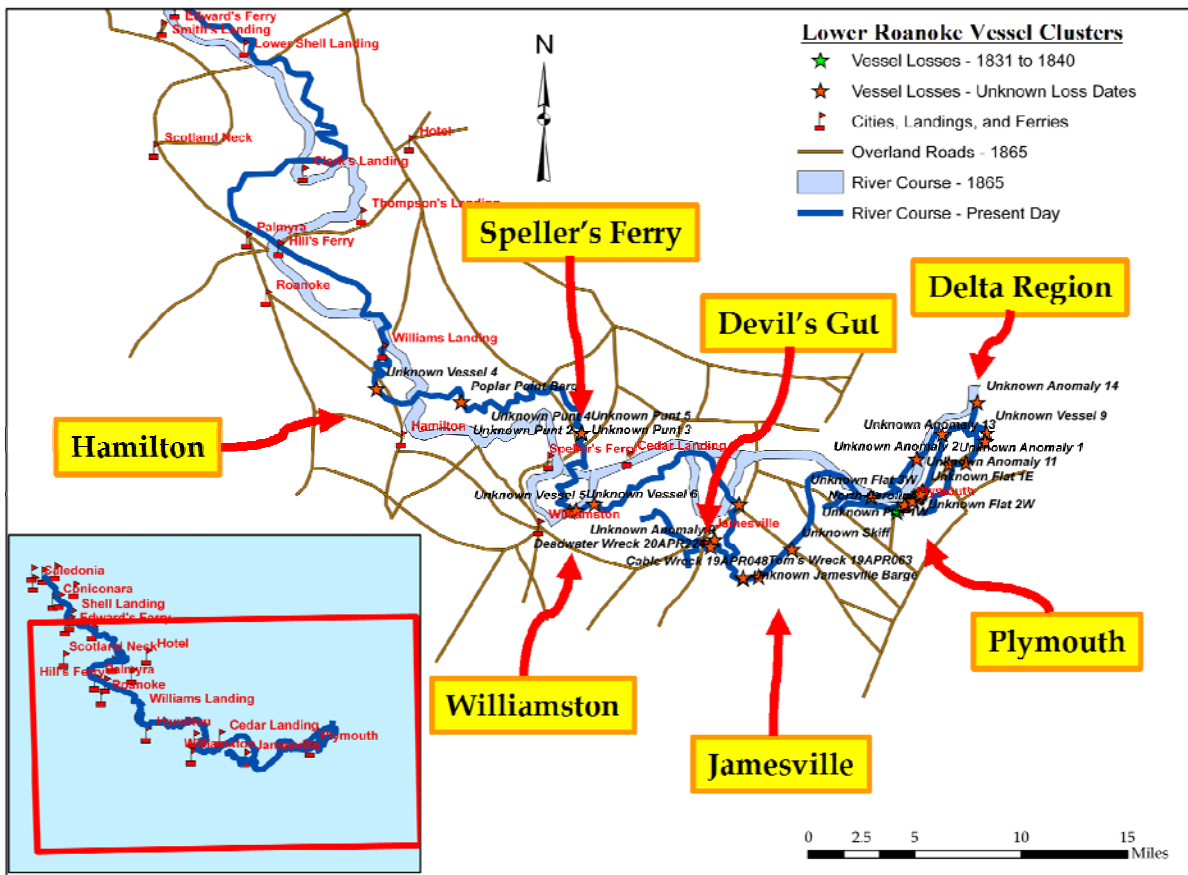 Edward's Ferry
Smith's Landing
Lower Shell Landing
N
Lower Roanoke Vessel Clusters
Vessel Losses - 1831 to 1840
Vessel Losses - Unknown Loss Dates
Cities, Landings, and Ferries
Overland Roads - 1865
River Course - 1865
River Course - Present Day
Scotland Neck
Hotel
Clark's Landing
Thompson's Landing
Palmyra
Hill's Ferry
Speller's Ferry
Roanoke
Delta Region
Devil's Gut
Williams Landing
Unknown Vessel 4
Poplar Point Barge
Unknown Anomaly 14
Unknown Punt 4
Unknown Punt 5
Unknown Vessel 9
Hamilton
Hamilton
Unknown Punt 2
Unknown Punt 3
Unknown Anomaly 13
Speller's Ferry
Cedar Landing
Unknown Anomaly 2
Unknown Anomaly 1
Unknown Anomaly 11
Unknown Flat 3W
Unknown Flat 1E
Unknown Vessel 5
Unknown Vessel 6
North Carolina
Plymouth
Unknown Flat 2W
Williamston
Unknown
1W
Unknown Anomaly
Jamesville
Unknown Skiff
Deadwater Wreck 20APR22
Cable Wreck 19APR048
Tom's Wreck 19APR063
Unknown Jamesville Barge
Plymouth
Williamston
Jamesville
Caledonia
Coniconara
Shell Landing
Edward's Ferry
Scotland Neck
Hotel
Hill's Ferry
Palmyra
Roanoke
Williams Landing
Hamilton
Cedar Landing
Plymouth
Williamston
Jamesville
0 5 10 15
Miles